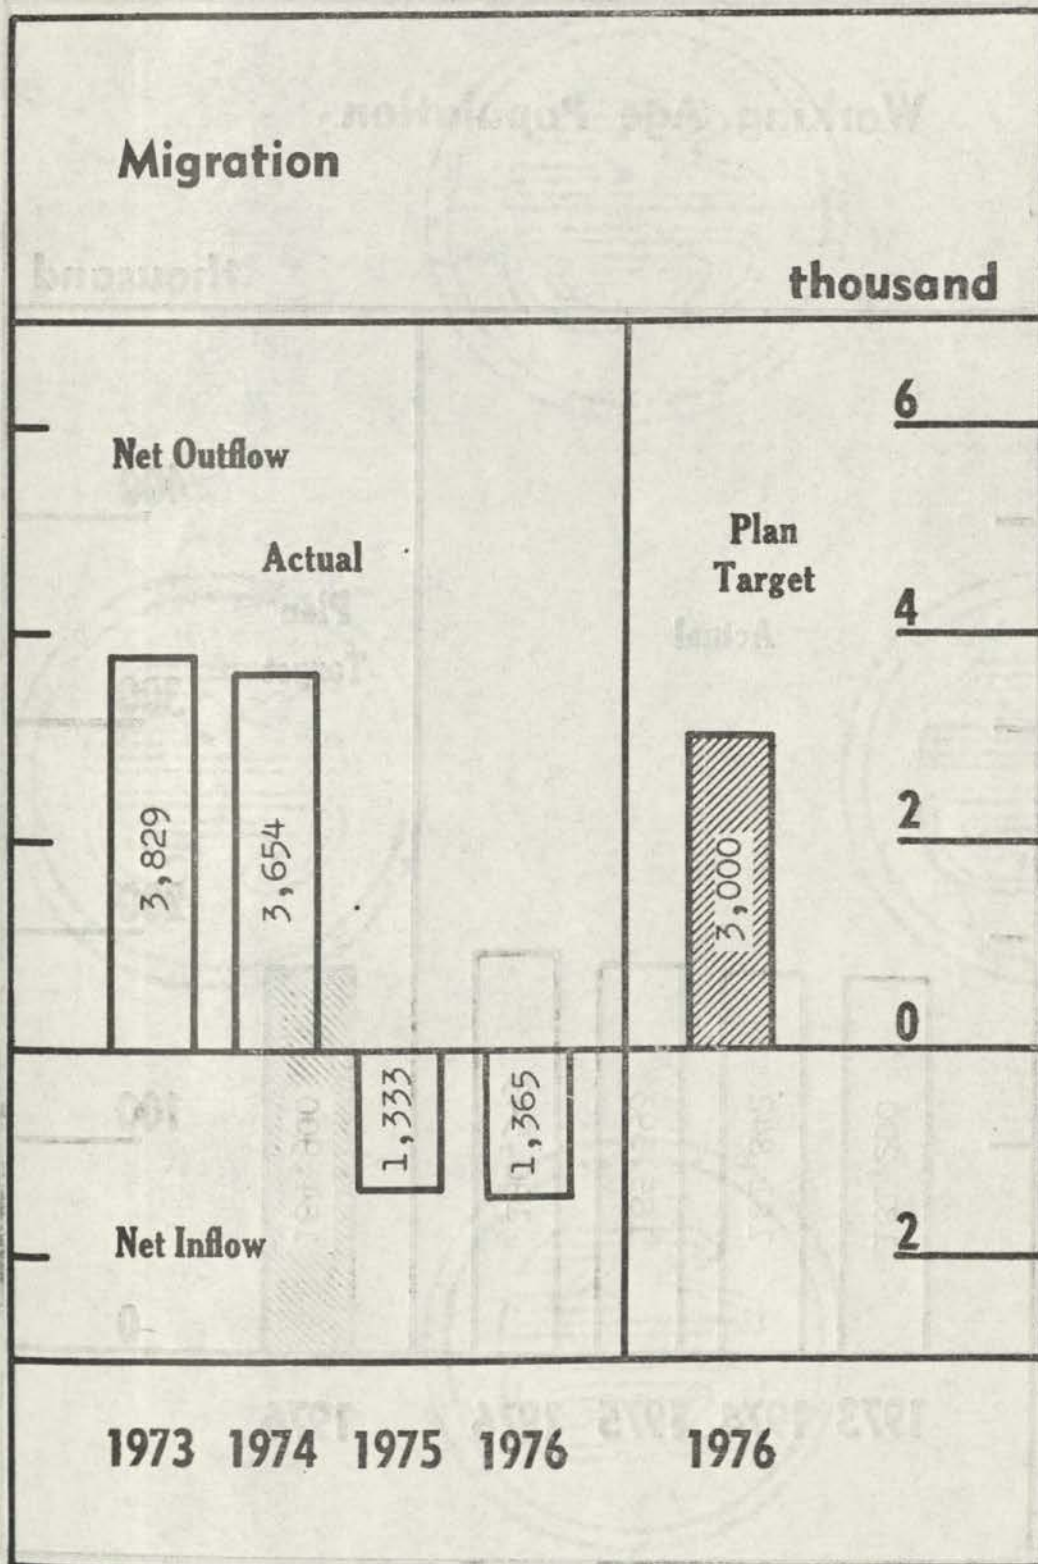 Migration
thousand
6
Net Outflow
Actual
Plan
Target
4
2
3,829
3,654
3,000
0
1,333
1,365
Net Inflow
2
1973 1974 1975 1976 1976